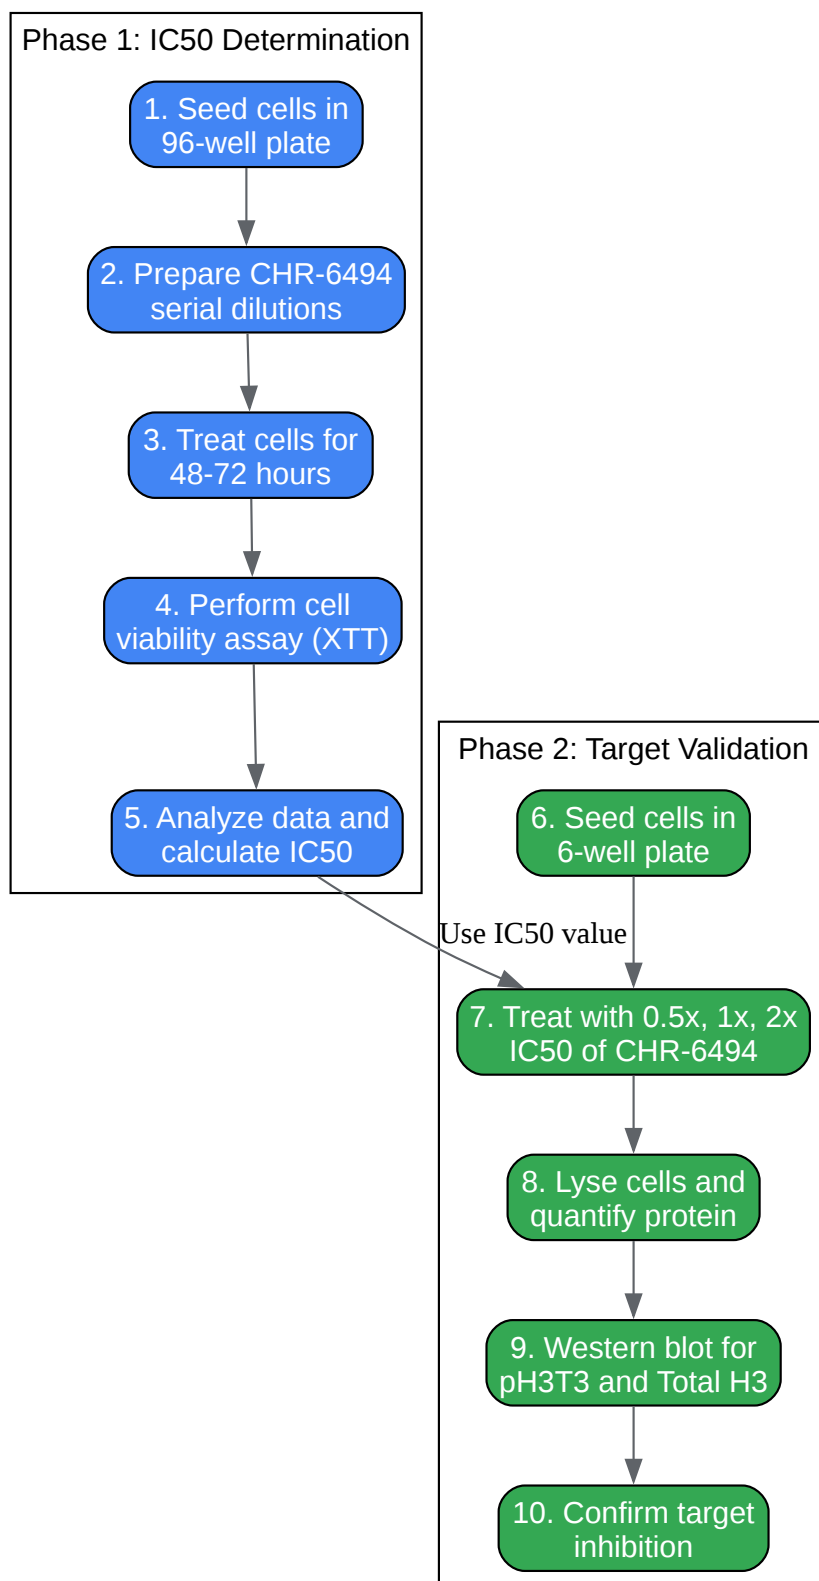 Phase 1: IC50 Determination
1. Seed cells in
96-well plate
2. Prepare CHR-6494
serial dilutions
3. Treat cells for
48-72 hours
4. Perform cell
viability assay (XTT)
5. Analyze data and
calculate IC50
Use IC50 value
Phase 2: Target Validation
6. Seed cells in
6-well plate
7. Treat with 0.5x, 1x, 2x
IC50 of CHR-6494
8. Lyse cells and
quantify protein
9. Western blot for
pH3T3 and Total H3
10. Confirm target
inhibition